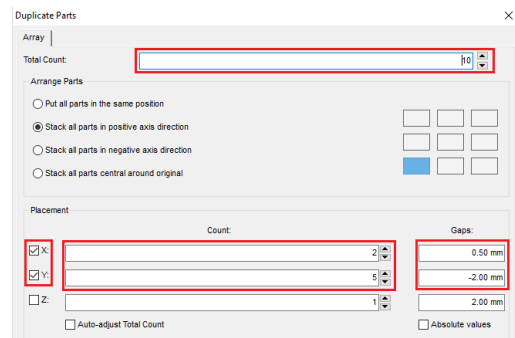 Duplicate Parts
Array
Total Count: 10
Arrange Parts
Put all parts in the same position
Stack all parts in positive axis direction
Stack all parts in negative axis direction
Stack all parts central around original
Placement
Count: Gaps:
X: 2 0.50 mm
Y: 5 -2.00 mm
Z: 1 2.00 mm
Auto-adjust Total Count Absolute values